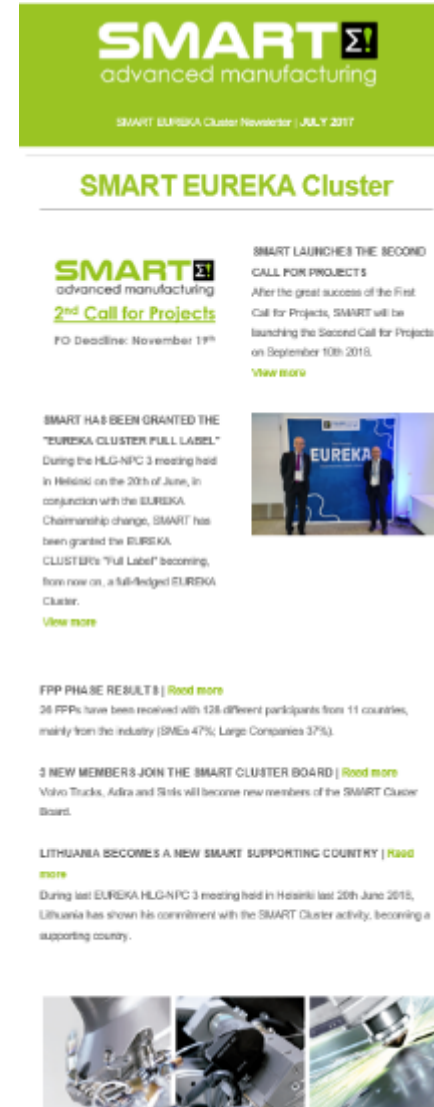 SMART Σ!
advanced manufacturing
SMART EUREKA Cluster Newsletter | JULY 2017
SMART EUREKA Cluster
SMART Σ!
advanced manufacturing
2nd Call for Projects
PO Deadline: November 19th
SMART LAUNCHES THE SECOND
CALL FOR PROJECTS
After the great success of the First
Call for Projects, SMART will be
launching the Second Call for Projects
on September 10th 2018.
View more
SMART HAS BEEN GRANTED THE
"EUREKA CLUSTER FULL LABEL"
During the HLG-NPC 3 meeting held
in Helsinki on the 20th of June, in
conjunction with the EUREKA
Chairmanship change, SMART has
been granted the EUREKA
CLUSTER's "Full Label" becoming,
from now on, a full-fledged EUREKA
Cluster.
View more
EUREKA
FPP PHASE RESULTS | Read more
26 FPPs have been received with 128 different participants from 11 countries,
mainly from the industry (SMEs 47%; Large Companies 37%).
3 NEW MEMBERS JOIN THE SMART CLUSTER BOARD | Read more
Volvo Trucks, Adira and Sirris will become new members of the SMART Cluster
Board.
LITHUANIA BECOMES A NEW SMART SUPPORTING COUNTRY | Read
more
During last EUREKA HLG-NPC 3 meeting held in Helsinki last 20th June 2018,
Lithuania has shown his commitment with the SMART Cluster activity, becoming a
supporting country.